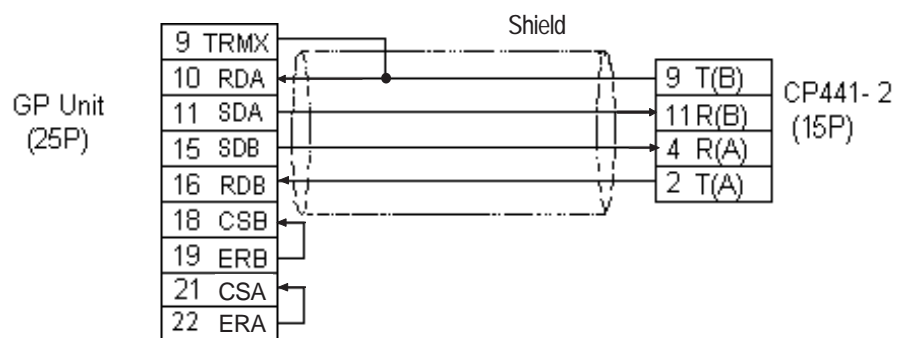 Shield
GP Unit
(25P)
9 TRMX
10 RDA
11 SDA
15 SDB
16 RDB
18 CSB
19 ERB
21 CSA
22 ERA
9 T(B)
11 R(B)
4 R(A)
2 T(A)
CP441- 2
(15P)